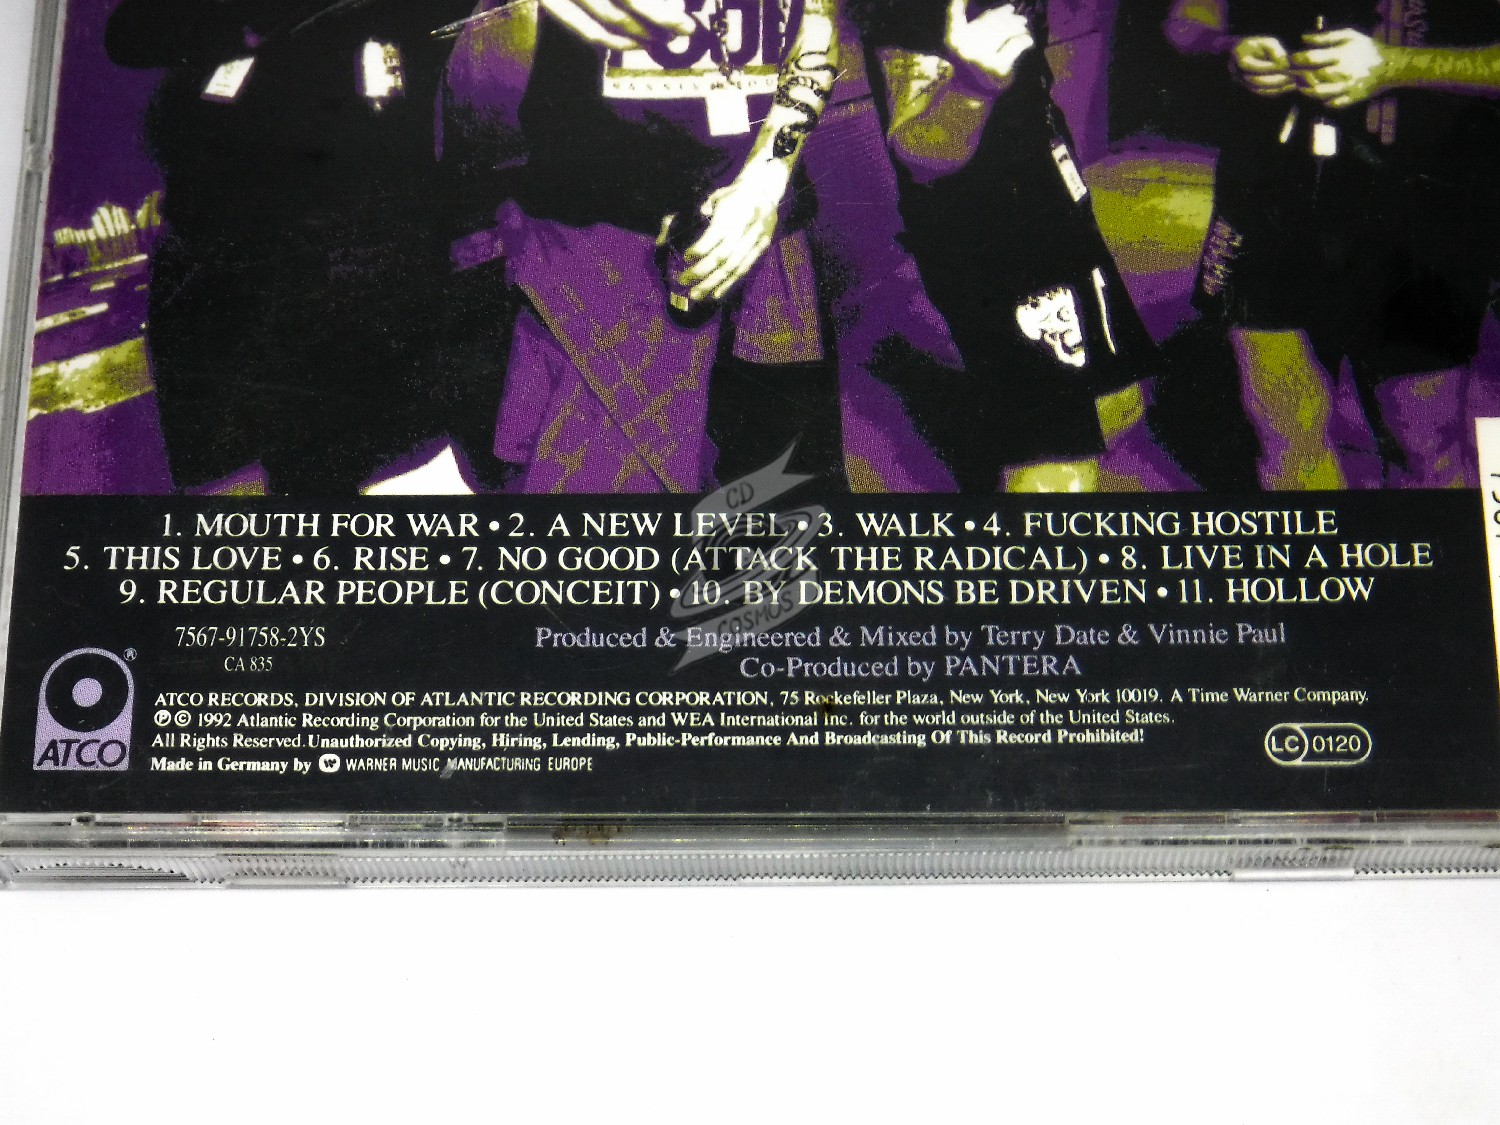 1. MOUTH FOR WAR • 2. A NEW LEVEL • 3. WALK • 4. FUCKING HOSTILE
5. THIS LOVE • 6. RISE • 7. NO GOOD (ATTACK THE RADICAL) • 8. LIVE IN A HOLE
9. REGULAR PEOPLE (CONCEIT) • 10. BY DEMONS BE DRIVEN • 11. HOLLOW
7567-91758-2YS
CA 835
Produced & Engineered & Mixed by Terry Date & Vinnie Paul
Co-Produced by PANTERA
ATCO RECORDS, DIVISION OF ATLANTIC RECORDING CORPORATION, 75 Rockefeller Plaza, New York, New York 10019. A Time Warner Company.
℗ © 1992 Atlantic Recording Corporation for the United States and WEA International Inc. for the world outside of the United States.
All Rights Reserved. Unauthorized Copying, Hiring, Lending, Public-Performance And Broadcasting Of This Record Prohibited!
Made in Germany by WARNER MUSIC MANUFACTURING EUROPE
ATCO ®
LC 0120
CD
COSMOS